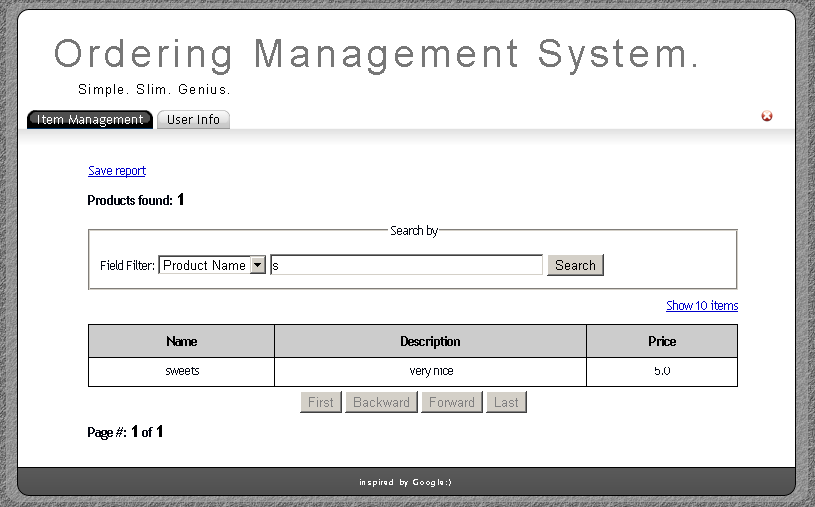 Ordering Management System.
Simple. Slim. Genius.
Item Management User Info
Save report
Products found: 1
Search by
Field Filter: Product Name s Search
Show 10 items
Name Description Price
sweets very nice 5.0
First Backward Forward Last
Page #: 1 of 1
inspired by Google:)